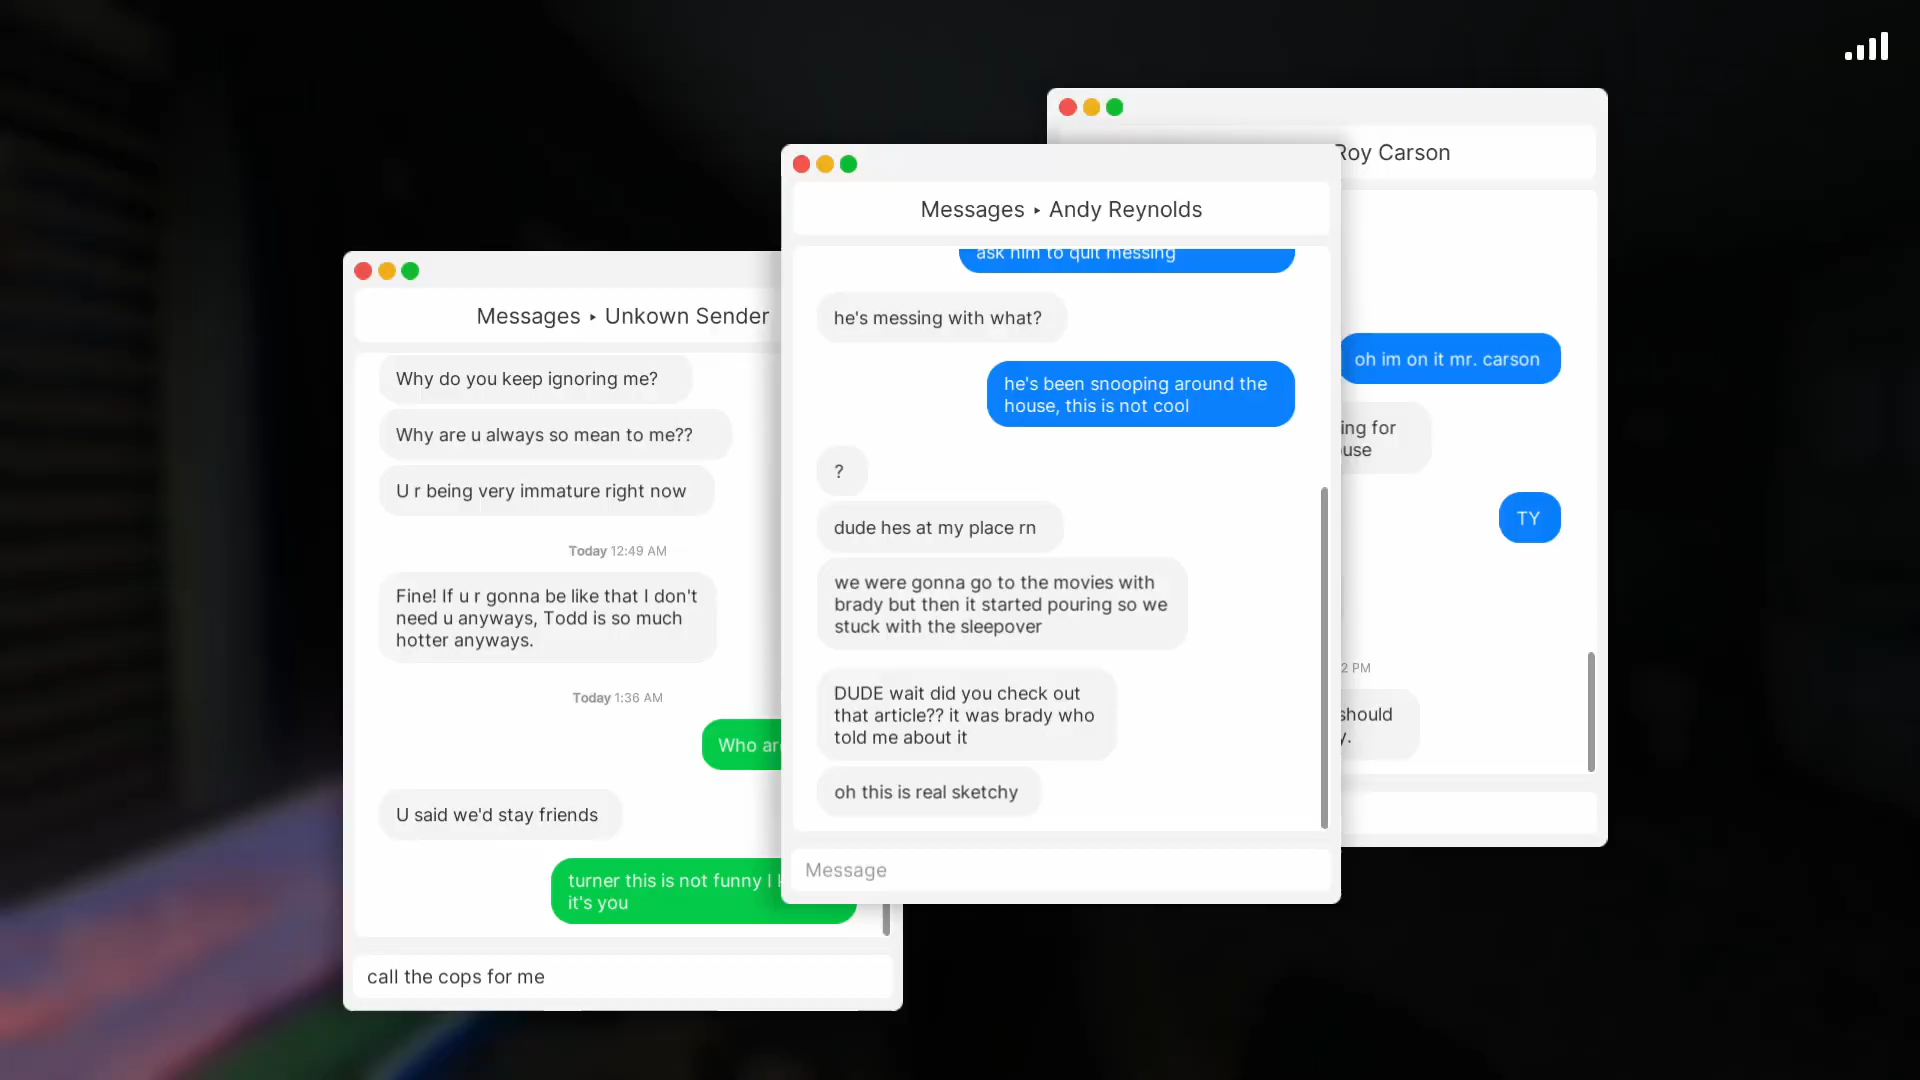 Messages ‣ Unkown Sender
Why do you keep ignoring me?
Why are u always so mean to me??
U r being very immature right now
Today 12:49 AM
Fine! If u r gonna be like that I don't
need u anyways, Todd is so much
hotter anyways.
Today 1:36 AM
Who
U said we'd stay friends
turner this is not funny I
it's you
call the cops for me
Messages ‣ Andy Reynolds
ask him to quit messing
he's messing with what?
he's been snooping around the
house, this is not cool
?
dude hes at my place rn
we were gonna go to the movies with
brady but then it started pouring so we
stuck with the sleepover
DUDE wait did you check out
that article?? it was brady who
told me about it
oh this is real sketchy
Message
Roy Carson
oh im on it mr. carson
for
TY
PM
should